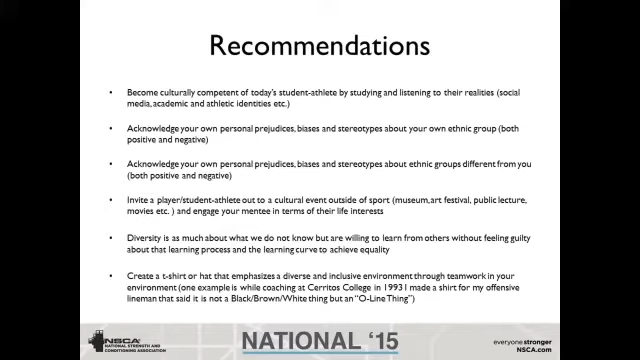 Recommendations
• Become culturally competent of today's student-athlete by studying and listening to their realities (social
media, academic and athletic identities etc.)
• Acknowledge your own personal prejudices, biases and stereotypes about your own ethnic group (both
positive and negative)
• Acknowledge your own personal prejudices, biases and stereotypes about ethnic groups different from you
(both positive and negative)
• Invite a player/student-athlete out to a cultural event outside of sport (museum, art festival, public lecture,
movies etc. ) and engage your mentee in terms of their life interests
• Diversity is as much about what we do not know but are willing to learn from others without feeling guilty
about that learning process and the learning curve to achieve equality
• Create a t-shirt or hat that emphasizes a diverse and inclusive environment through teamwork in your
environment (one example is while coaching at Cerritos College in 1993 I made a shirt for my offensive
lineman that said it is not a Black/Brown/White thing but an "O-Line Thing")
NSCA
NATIONAL STRENGTH AND
CONDITIONING ASSOCIATION
NATIONAL '15
everyone stronger
NSCA.com